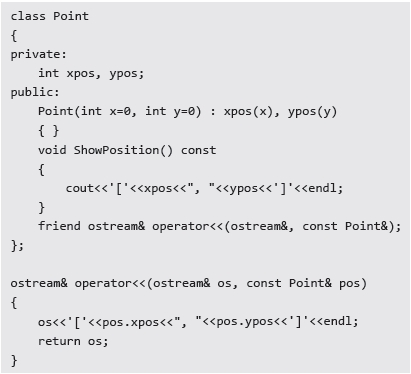 class Point
{
private:
    int xpos, ypos;
public:
    Point(int x=0, int y=0) : xpos(x), ypos(y)
    { }
    void ShowPosition() const
    {
        cout<<'['<<xpos<<", "<<ypos<<']'<<endl;
    }
    friend ostream& operator<<(ostream&, const Point&);
};

ostream& operator<<(ostream& os, const Point& pos)
{
    os<<'['<<pos.xpos<<", "<<pos.ypos<<']'<<endl;
    return os;
}